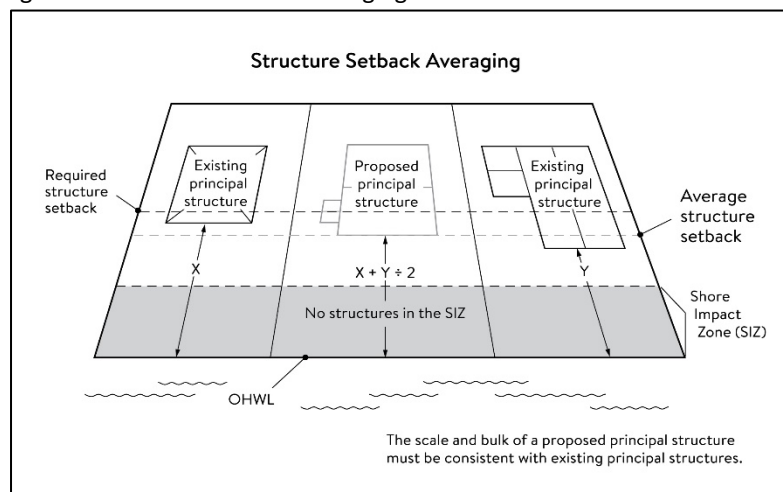 Structure Setback Averaging
Existing
principal
structure
Proposed
principal
structure
Existing
principal
structure
Required
structure
setback
Average
structure
setback
X
X + Y ÷ 2
Y
No structures in the SIZ
Shore
Impact
Zone (SIZ)
OHWL
The scale and bulk of a proposed principal structure
must be consistent with existing principal structures.